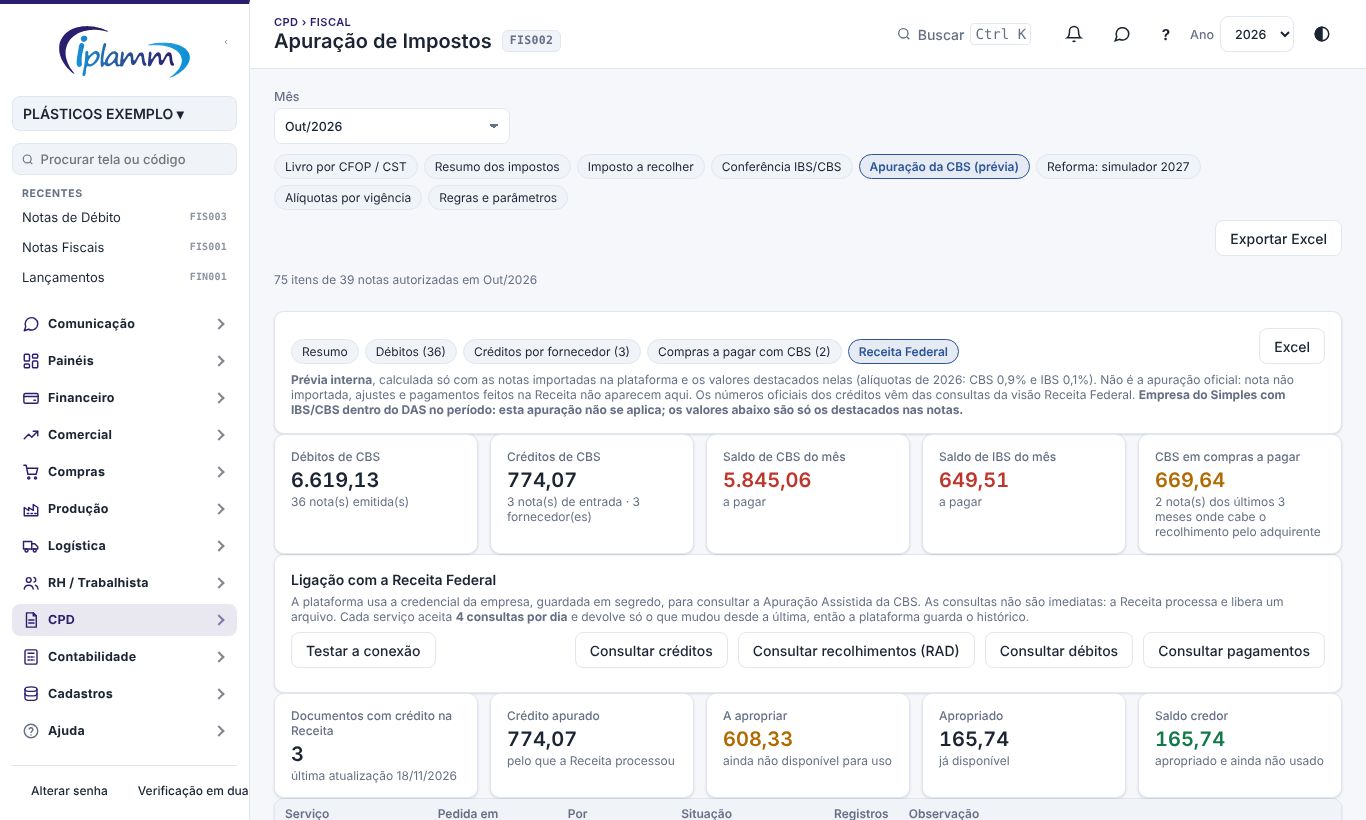 iplamm
PLÁSTICOS EXEMPLO ▾
Procurar tela ou código
RECENTES
Notas de Débito FIS003
Notas Fiscais FIS001
Lançamentos FIN001
Comunicação
Painéis
Financeiro
Comercial
Compras
Produção
Logística
RH / Trabalhista
CPD
Contabilidade
Cadastros
Ajuda
Alterar senha Verificação em dua
CPD › FISCAL
Apuração de Impostos FIS002
Buscar Ctrl K
? Ano 2026
Mês
Out/2026
Livro por CFOP / CST Resumo dos impostos Imposto a recolher Conferência IBS/CBS Apuração da CBS (prévia) Reforma: simulador 2027
Alíquotas por vigência Regras e parâmetros
Exportar Excel
75 itens de 39 notas autorizadas em Out/2026
Resumo Débitos (36) Créditos por fornecedor (3) Compras a pagar com CBS (2) Receita Federal Excel
Prévia interna, calculada só com as notas importadas na plataforma e os valores destacados nelas (alíquotas de 2026: CBS 0,9% e IBS 0,1%). Não é a apuração oficial: nota não
importada, ajustes e pagamentos feitos na Receita não aparecem aqui. Os números oficiais dos créditos vêm das consultas da visão Receita Federal. Empresa do Simples com
IBS/CBS dentro do DAS no período: esta apuração não se aplica; os valores abaixo são só os destacados nas notas.
Débitos de CBS
6.619,13
36 nota(s) emitida(s)
Créditos de CBS
774,07
3 nota(s) de entrada · 3
fornecedor(es)
Saldo de CBS do mês
5.845,06
a pagar
Saldo de IBS do mês
649,51
a pagar
CBS em compras a pagar
669,64
2 nota(s) dos últimos 3
meses onde cabe o
recolhimento pelo adquirente
Ligação com a Receita Federal
A plataforma usa a credencial da empresa, guardada em segredo, para consultar a Apuração Assistida da CBS. As consultas não são imediatas: a Receita processa e libera um
arquivo. Cada serviço aceita 4 consultas por dia e devolve só o que mudou desde a última, então a plataforma guarda o histórico.
Testar a conexão Consultar créditos Consultar recolhimentos (RAD) Consultar débitos Consultar pagamentos
Documentos com crédito na
Receita
3
última atualização 18/11/2026
Crédito apurado
774,07
pelo que a Receita processou
A apropriar
608,33
ainda não disponível para uso
Apropriado
165,74
já disponível
Saldo credor
165,74
apropriado e ainda não usado
Serviço Pedida em Por Situação Registros Observação